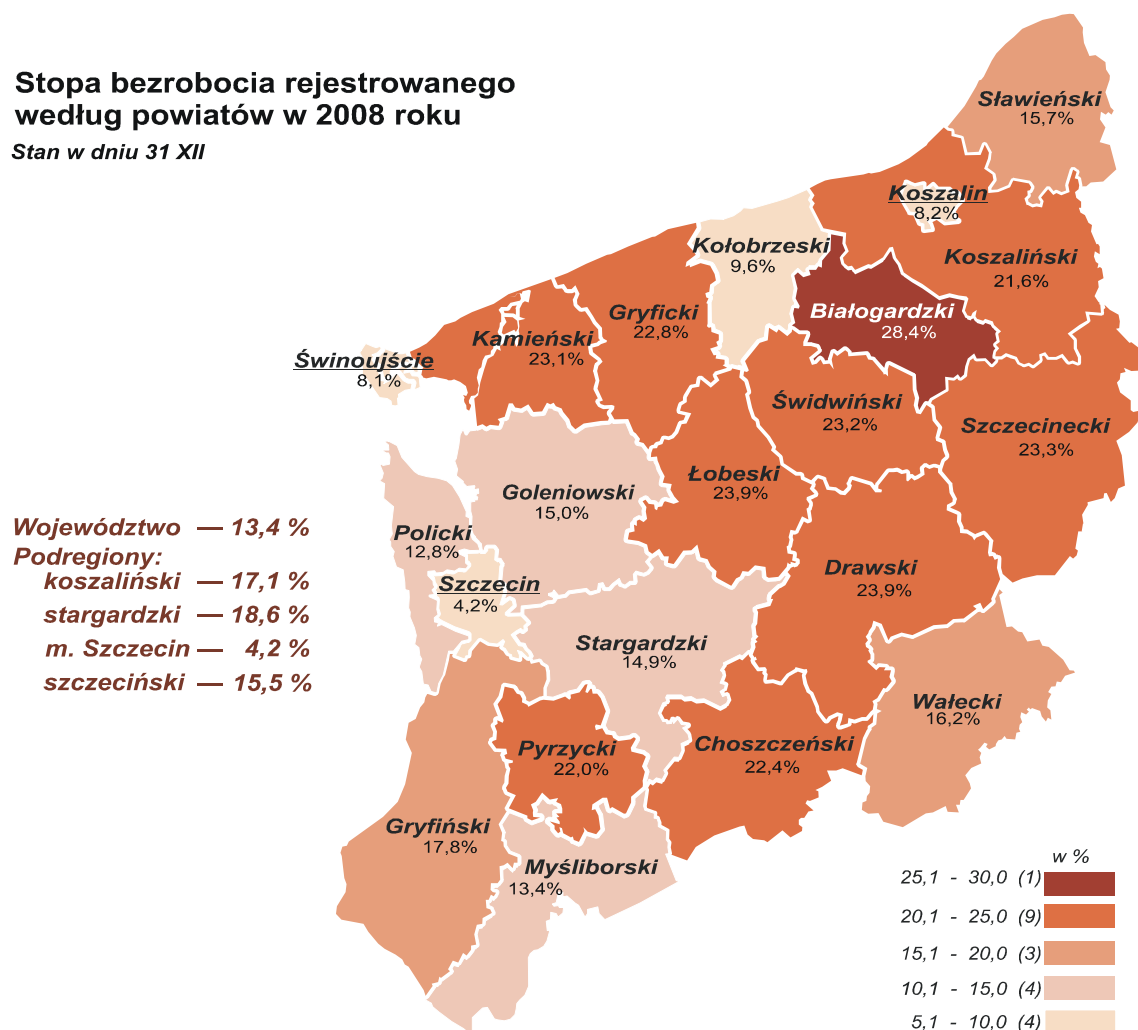 Stopa bezrobocia rejestrowanego
według powiatów w 2008 roku
Stan w dniu 31 XII
Sławieński
15,7%
Koszalin
8,2%
Kołobrzeski
9,6%
Koszaliński
21,6%
Białogardzki
28,4%
Gryficki
22,8%
Kamieński
23,1%
Świnoujście
8,1%
Świdwiński
23,2%
Szczecinecki
23,3%
Łobeski
23,9%
Goleniowski
15,0%
Policki
12,8%
Szczecin
4,2%
Drawski
23,9%
Stargardzki
14,9%
Wałecki
16,2%
Choszczeński
22,4%
Pyrzycki
22,0%
Gryfiński
17,8%
Myśliborski
13,4%
Województwo — 13,4 %
Podregiony:
koszaliński — 17,1 %
stargardzki — 18,6 %
m. Szczecin — 4,2 %
szczeciński — 15,5 %
w %
25,1 - 30,0 (1)
20,1 - 25,0 (9)
15,1 - 20,0 (3)
10,1 - 15,0 (4)
5,1 - 10,0 (4)